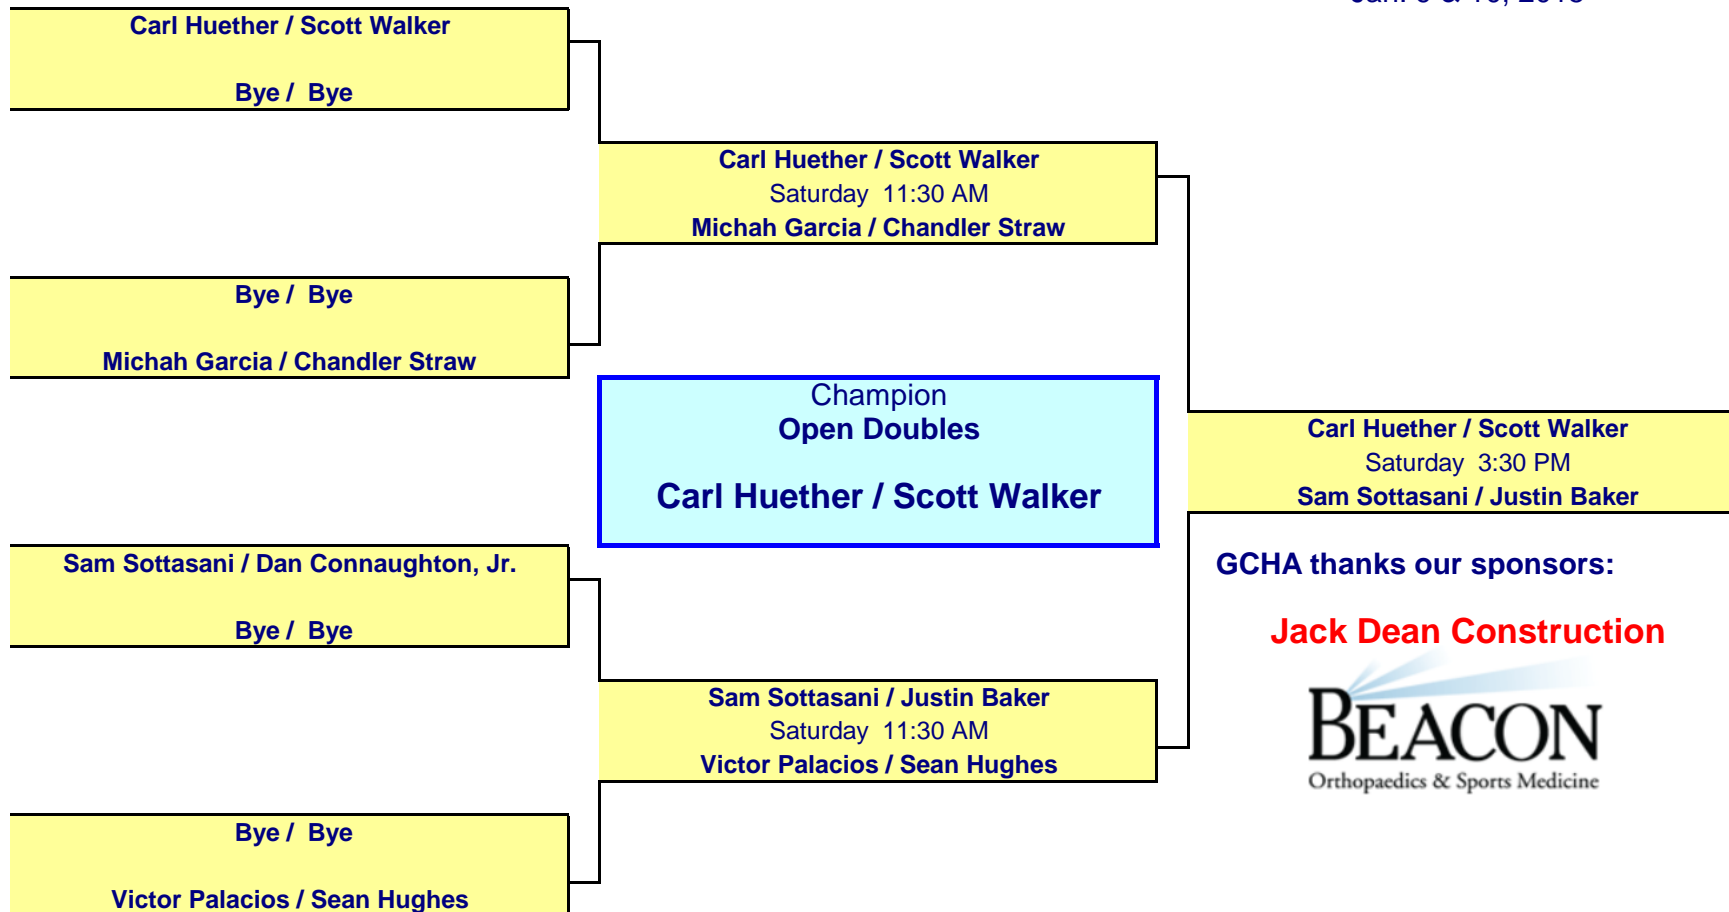 Carl Huether / Scott Walker
Bye / Bye
Carl Huether / Scott Walker
Saturday 11:30 AM
Michah Garcia / Chandler Straw
Bye / Bye
Michah Garcia / Chandler Straw
Champion
Open Doubles
Carl Huether / Scott Walker
Carl Huether / Scott Walker
Saturday 3:30 PM
Sam Sottasani / Justin Baker
Sam Sottasani / Dan Connaughton, Jr.
Bye / Bye
GCHA thanks our sponsors:
Jack Dean Construction
BEACON
Orthopaedics & Sports Medicine
Sam Sottasani / Justin Baker
Saturday 11:30 AM
Victor Palacios / Sean Hughes
Bye / Bye
Victor Palacios / Sean Hughes